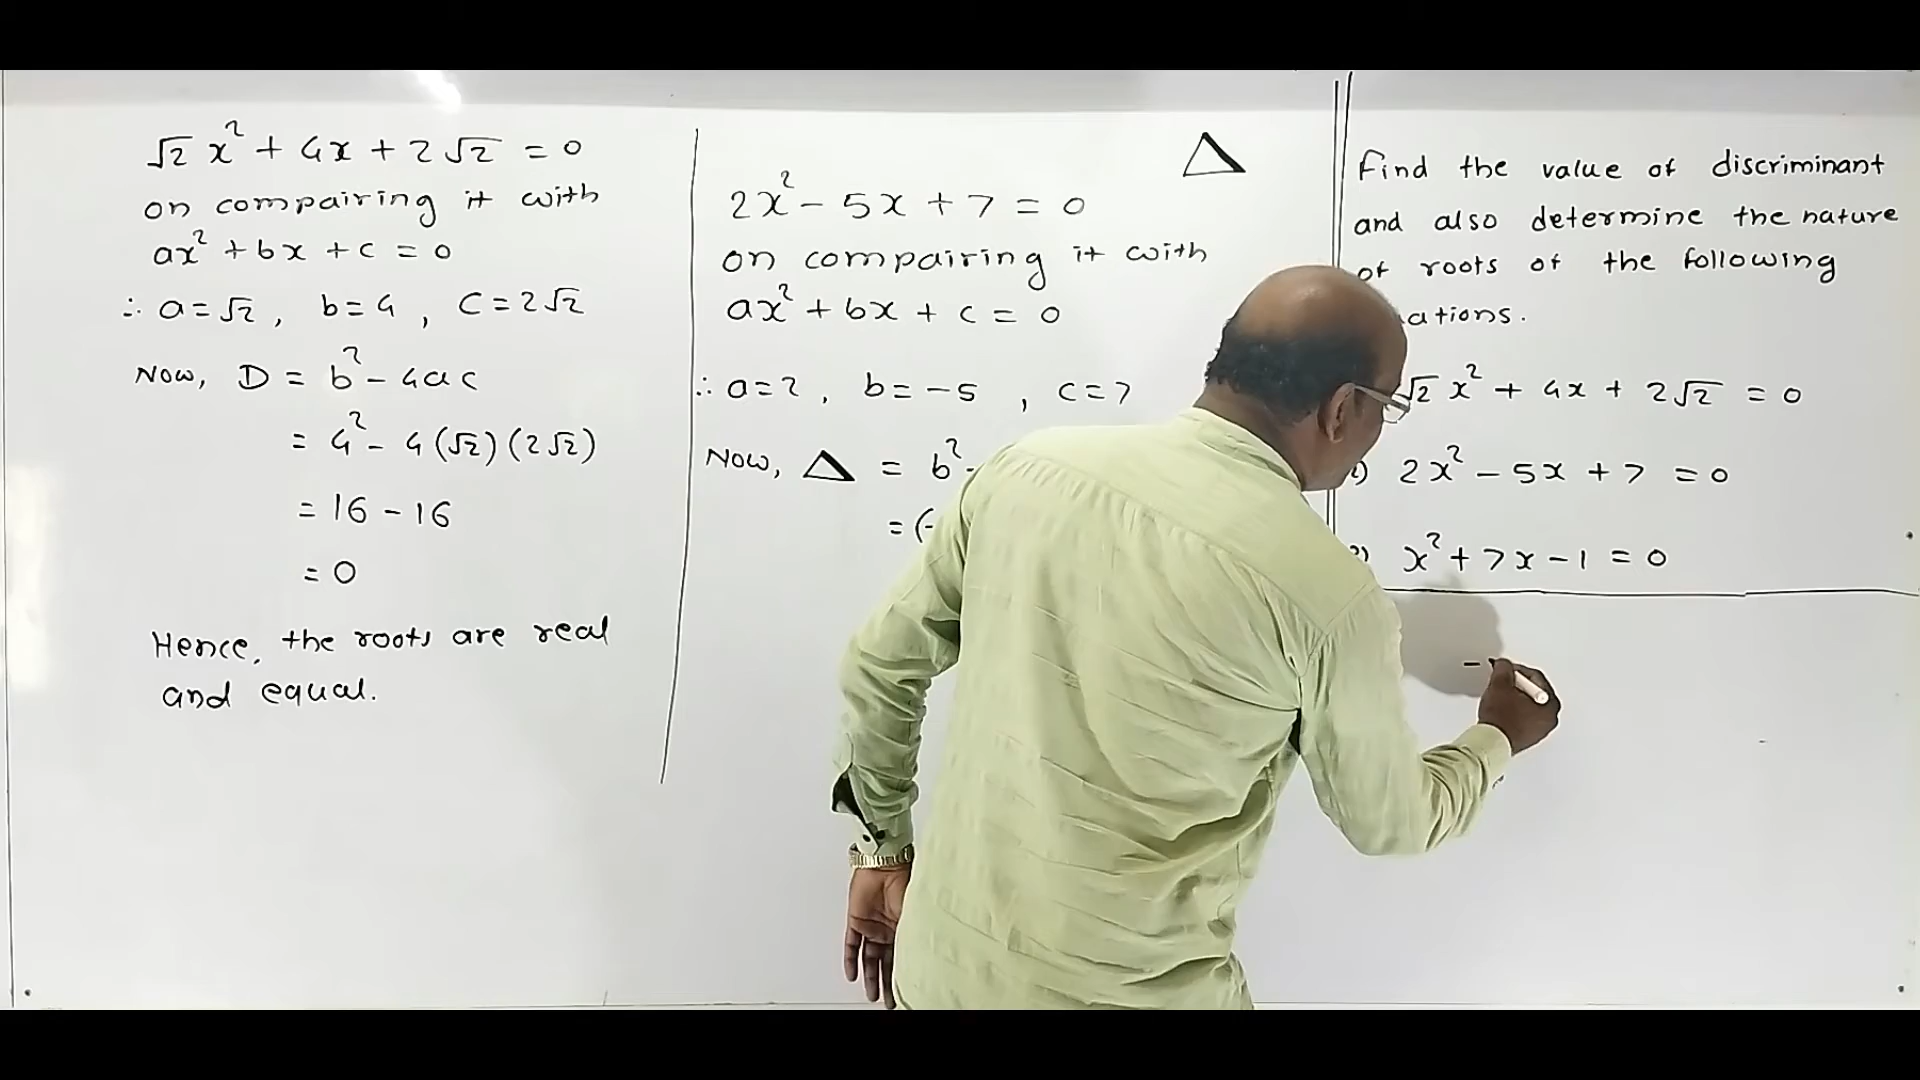 √2 x² + 4x + 2√2 = 0
on compairing it with
ax² + bx + c = 0
∴ a = √2 , b = 4 , c = 2√2
Now, D = b² - 4ac
= 4² - 4(√2)(2√2)
= 16 - 16
= 0
Hence, the roots are real
and equal.
△
2x² - 5x + 7 = 0
on compairing it with
ax² + bx + c = 0
∴ a = 2 , b = -5 , c = 7
Now, △ = b² -
= (-
Find the value of discriminant
and also determine the nature
of roots of the following
ations.
√2 x² + 4x + 2√2 = 0
2) 2x² - 5x + 7 = 0
3) x² + 7x - 1 = 0
-